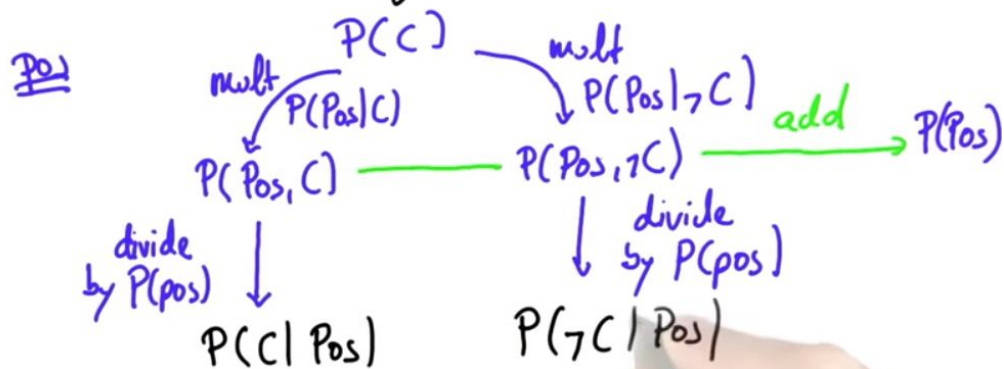 P(C)
Pos
mult
P(Pos|C)
mult
P(Pos|¬C)
add
P(Pos)
P(Pos, C)
P(Pos, ¬C)
divide
by P(pos)
divide
by P(pos)
P(C|Pos)
P(¬C|Pos)